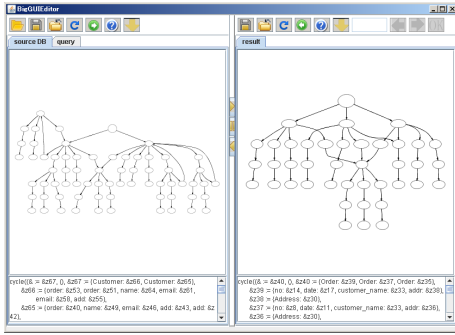 BigGUIEditor
source DB
query
result
cycle((& := &z67, (), &z67 := {Customer: &z66, Customer: &z65},
&z66 := {order: &z53, order: &z51, name: &z64, email: &z61,
email: &z58, add: &z55},
&z65 := {order: &z40, name: &z49, email: &z46, add: &z43, add: &z
42},
cycle((& := &z40, (), &z40 := {Order: &z39, Order: &z37, Order: &z35},
&z39 := {no: &z14, date: &z17, customer_name: &z33, addr: &z38},
&z38 := {Address: &z30},
&z37 := {no: &z8, date: &z11, customer_name: &z33, addr: &z36},
&z36 := {Address: &z30},